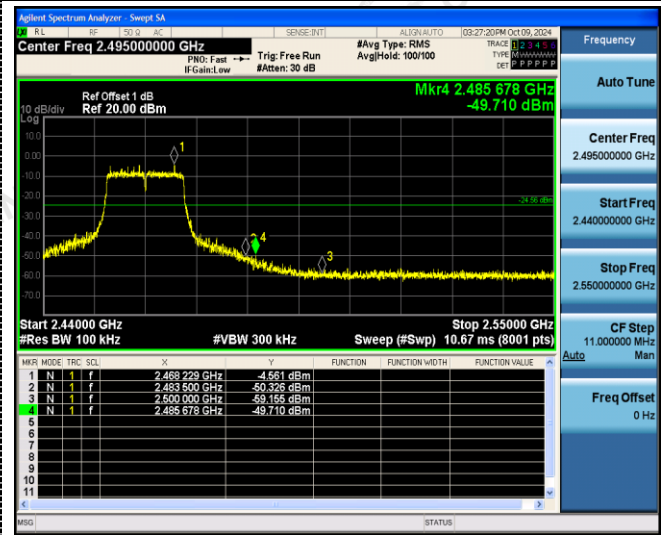 Agilent Spectrum Analyzer - Swept SA
RL RF 50 Ω AC SENSE:INT ALIGN AUTO 03:27:20PM Oct 09, 2024
Center Freq 2.495000000 GHz
PNO: Fast Trig: Free Run
IFGain:Low #Atten: 30 dB
#Avg Type: RMS
Avg|Hold: 100/100
TRACE 1 2 3 4 5 6
TYPE M
DET P P P P P P
Mkr4 2.485 678 GHz
-49.710 dBm
Ref Offset 1 dB
10 dB/div Ref 20.00 dBm
Log
10.0
0.00
-10.0
-20.0
-30.0
-40.0
-50.0
-60.0
-70.0
1
-24.56 dBm
4
3
Start 2.44000 GHz Stop 2.55000 GHz
#Res BW 100 kHz #VBW 300 kHz Sweep (#Swp) 10.67 ms (8001 pts)
MKR MODE TRC SCL X Y FUNCTION FUNCTION WIDTH FUNCTION VALUE
1 N 1 f 2.468 229 GHz -4.561 dBm
2 N 1 f 2.483 500 GHz -50.326 dBm
3 N 1 f 2.500 000 GHz -59.155 dBm
4 N 1 f 2.485 678 GHz -49.710 dBm
5
6
7
8
9
10
11
MSG STATUS
Frequency
Auto Tune
Center Freq
2.495000000 GHz
Start Freq
2.440000000 GHz
Stop Freq
2.550000000 GHz
CF Step
11.000000 MHz
Auto Man
Freq Offset
0 Hz